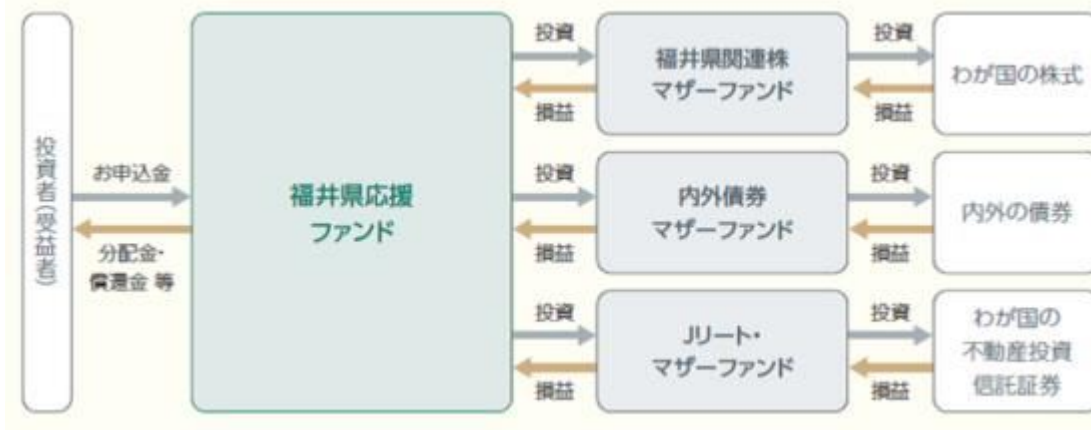 投資者(受益者)
お申込金
分配金・
償還金 等
福井県応援
ファンド
投資
損益
福井県関連株
マザーファンド
投資
損益
わが国の株式
投資
損益
内外債券
マザーファンド
投資
損益
内外の債券
投資
損益
Jリート・
マザーファンド
投資
損益
わが国の
不動産投資
信託証券